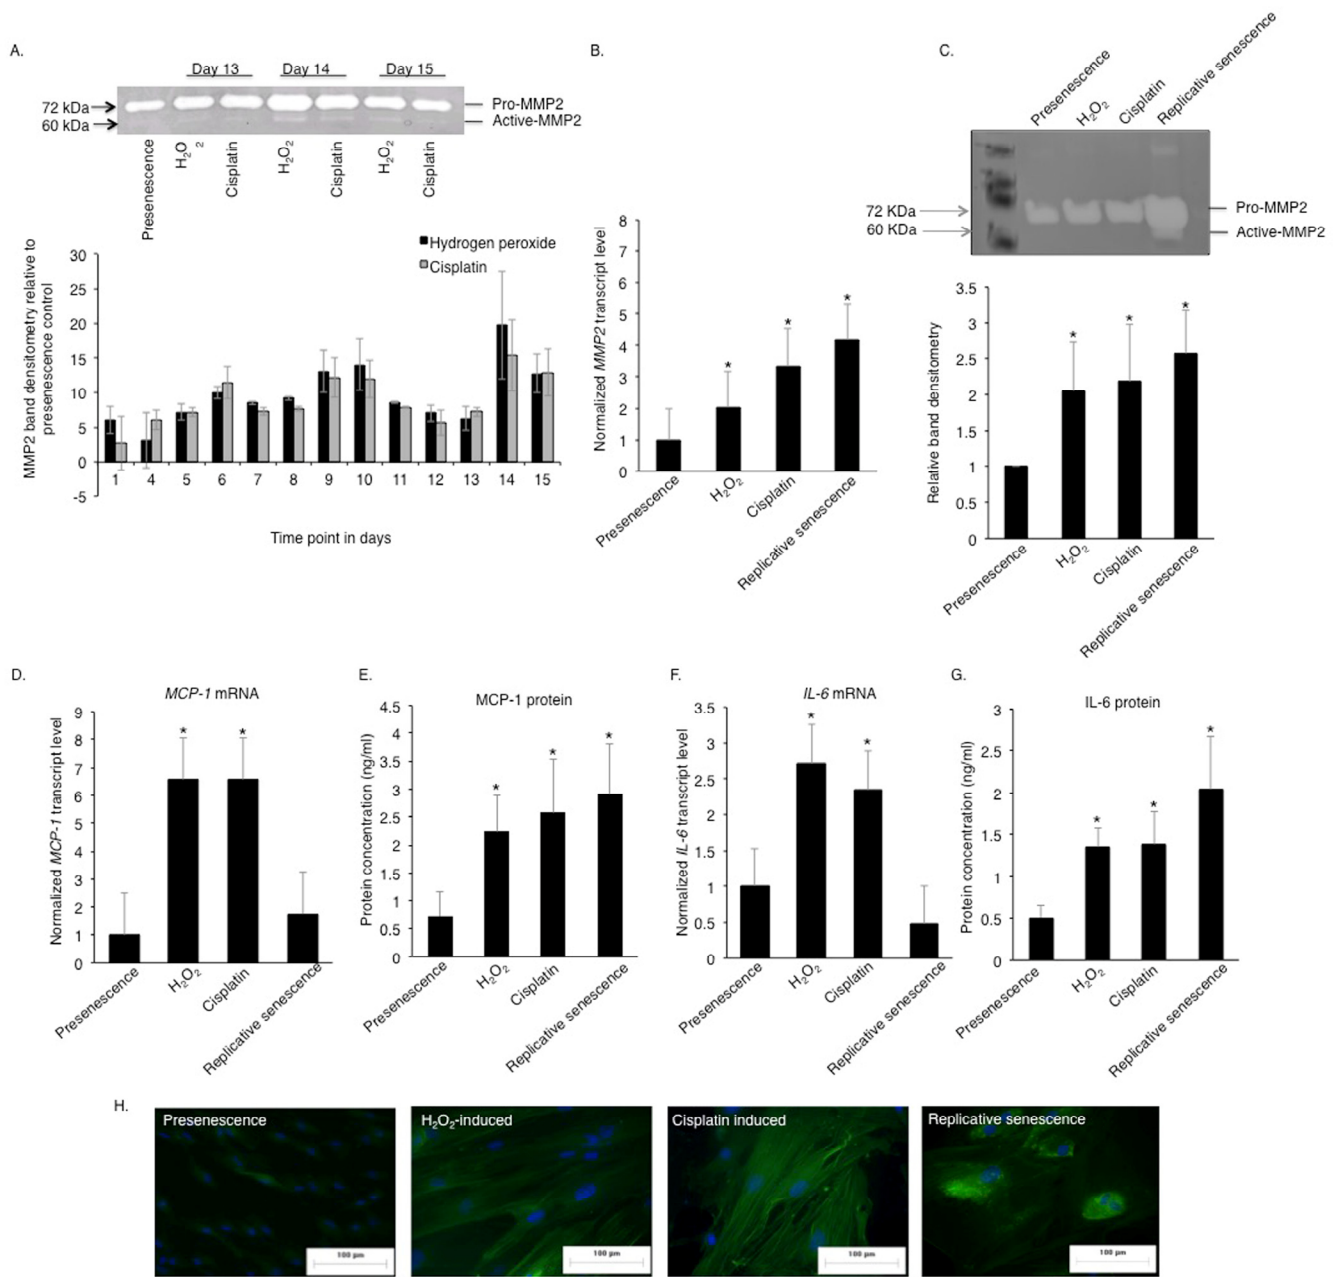 A.
Day 13 Day 14 Day 15
72 kDa
60 kDa
Pro-MMP2
Active-MMP2
Presenescence
H2O2
Cisplatin
H2O2
Cisplatin
H2O2
Cisplatin
MMP2 band densitometry relative to
presenescence control
30
25
20
15
10
5
0
-5
Hydrogen peroxide
Cisplatin
1 4 5 6 7 8 9 10 11 12 13 14 15
Time point in days
B.
Normalized MMP2 transcript level
8
7
6
5
4
3
2
1
0
* * *
Presenescence
H2O2
Cisplatin
Replicative senescence
C.
Presenescence
H2O2
Cisplatin
Replicative senescence
72 KDa
60 KDa
Pro-MMP2
Active-MMP2
Relative band densitometry
3.5
3
2.5
2
1.5
1
0.5
0
* * *
Presenescence
H2O2
Cisplatin
Replicative senescence
D.
MCP-1 mRNA
Normalized MCP-1 transcript level
9
8
7
6
5
4
3
2
1
0
* *
Presenescence
H2O2
Cisplatin
Replicative senescence
E.
MCP-1 protein
Protein concentration (ng/ml)
4.5
4
3.5
3
2.5
2
1.5
1
0.5
0
* * *
Presenescence
H2O2
Cisplatin
Replicative senescence
F.
IL-6 mRNA
Normalized IL-6 transcript level
3.5
3
2.5
2
1.5
1
0.5
0
* *
Presenescence
H2O2
Cisplatin
Replicative senescence
G.
IL-6 protein
Protein concentration (ng/ml)
3
2.5
2
1.5
1
0.5
0
* * *
Presenescence
H2O2
Cisplatin
Replicative senescence
H.
Presenescence
100 µm
H2O2-induced
100 µm
Cisplatin induced
100 µm
Replicative senescence
100 µm